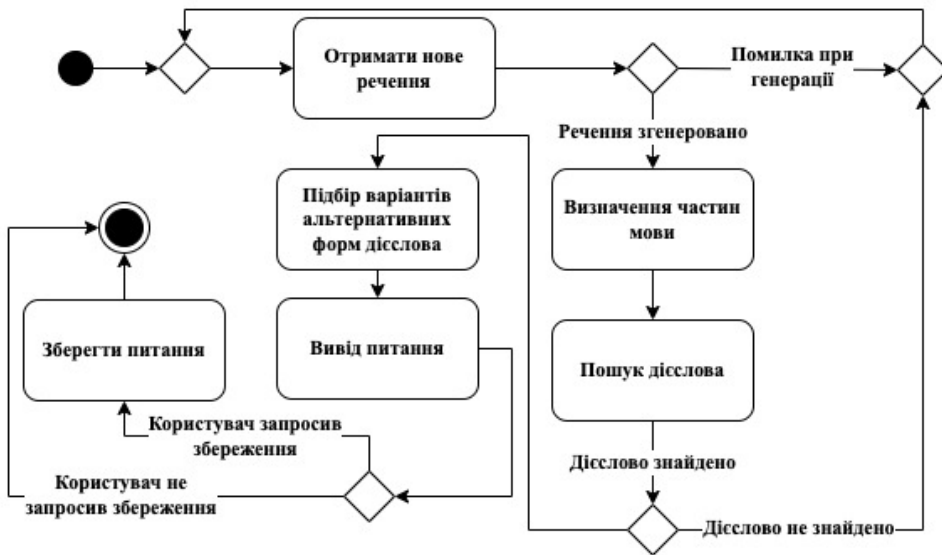 Отримати нове
речення
Помилка при
генерації
Речення згенеровано
Підбір варіантів
альтернативних
форм дієслова
Визначення частин
мови
Зберегти питання
Вивід питання
Пошук дієслова
Користувач запросив
збереження
Дієслово знайдено
Користувач не
запросив збереження
Дієслово не знайдено